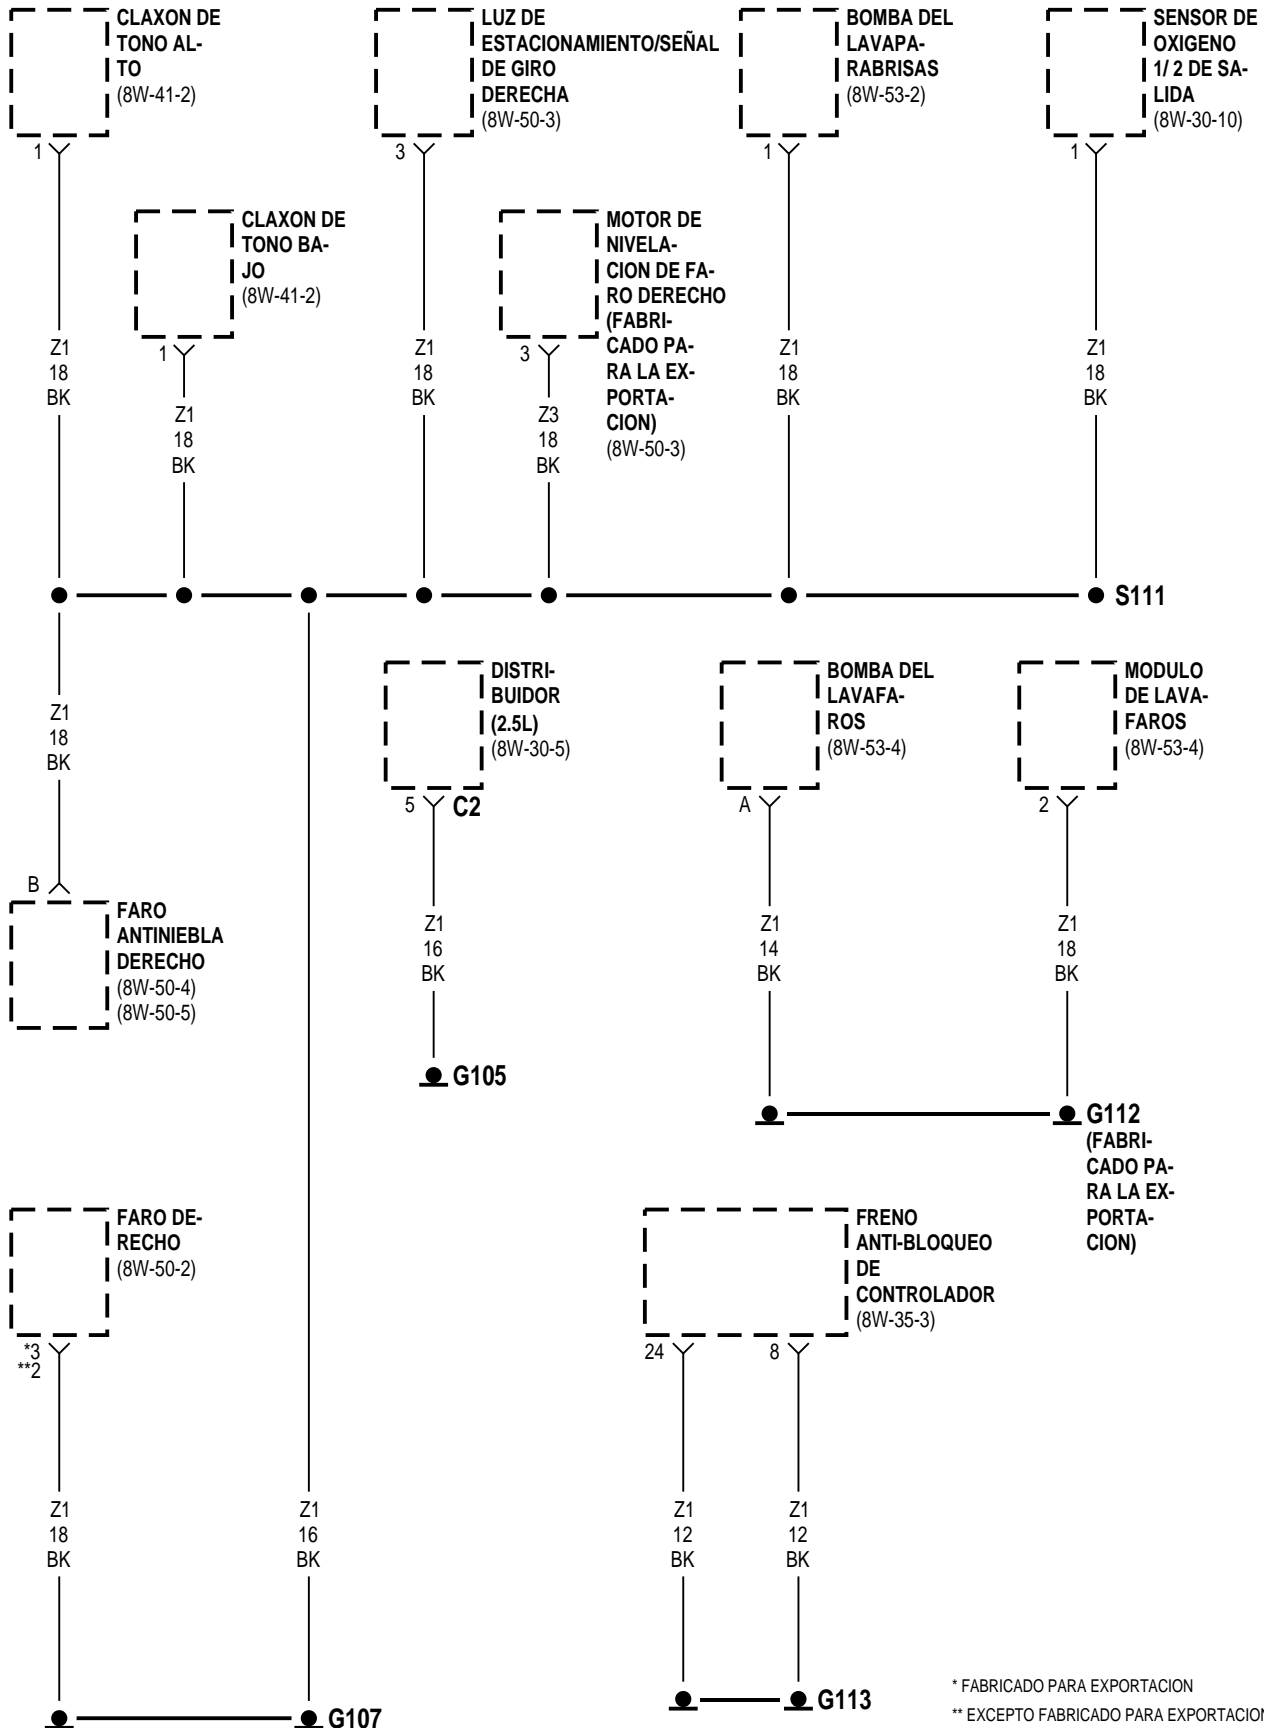 CLAXON DE
TONO AL-
TO
(8W-41-2)
1
LUZ DE
ESTACIONAMIENTO/SEÑAL
DE GIRO
DERECHA
(8W-50-3)
3
BOMBA DEL
LAVAPA-
RABRISAS
(8W-53-2)
1
SENSOR DE
OXIGENO
1/ 2 DE SA-
LIDA
(8W-30-10)
1
CLAXON DE
TONO BA-
JO
(8W-41-2)
1
MOTOR DE
NIVELA-
CION DE FA-
RO DERECHO
(FABRI-
CADO PA-
RA LA EX-
PORTA-
CION)
(8W-50-3)
3
Z1
18
BK
Z1
18
BK
Z1
18
BK
Z3
18
BK
Z1
18
BK
Z1
18
BK
S111
Z1
18
BK
B
FARO
ANTINIEBLA
DERECHO
(8W-50-4)
(8W-50-5)
DISTRI-
BUIDOR
(2.5L)
(8W-30-5)
5
C2
Z1
16
BK
G105
BOMBA DEL
LAVAFA-
ROS
(8W-53-4)
A
Z1
14
BK
MODULO
DE LAVA-
FAROS
(8W-53-4)
2
Z1
18
BK
G112
(FABRI-
CADO PA-
RA LA EX-
PORTA-
CION)
FARO DE-
RECHO
(8W-50-2)
*3
**2
Z1
18
BK
Z1
16
BK
G107
FRENO
ANTI-BLOQUEO
DE
CONTROLADOR
(8W-35-3)
24
8
Z1
12
BK
Z1
12
BK
G113
* FABRICADO PARA EXPORTACION
** EXCEPTO FABRICADO PARA EXPORTACION